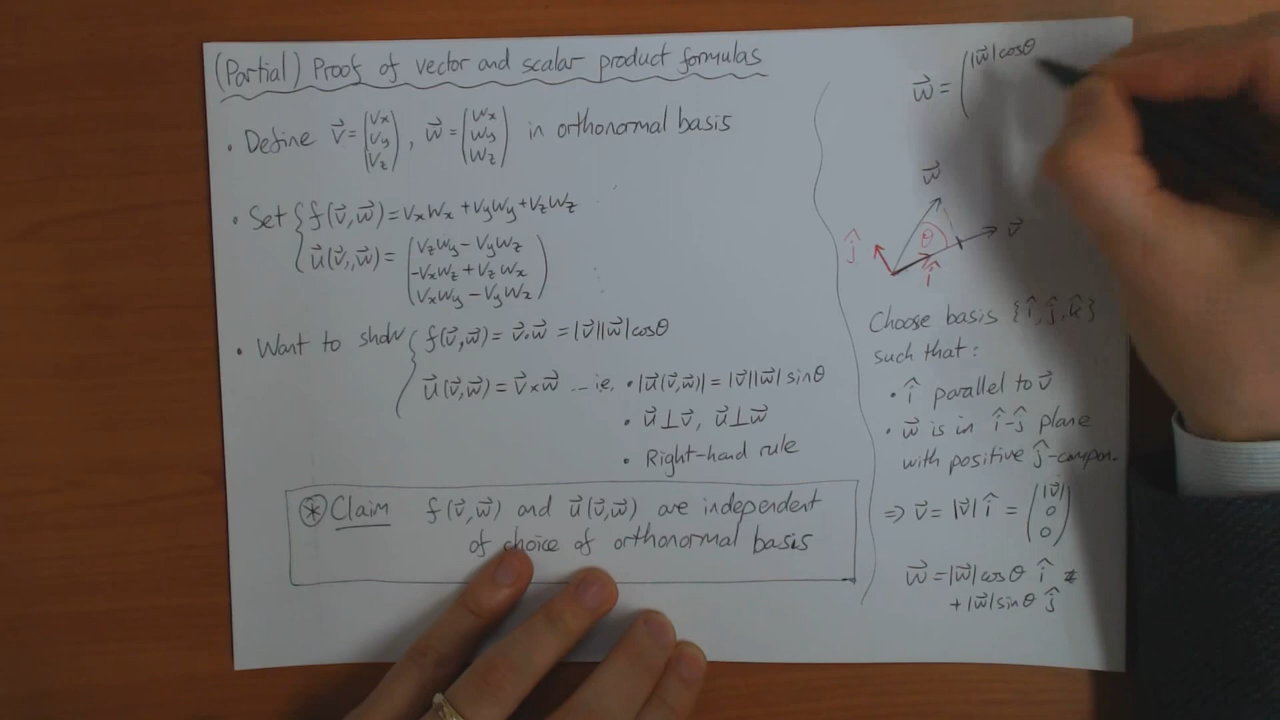 (Partial) Proof of vector and scalar product formulas
• Define v⃗ = (vx vy vz), w⃗ = (wx wy wz) in orthonormal basis
• Set { f(v⃗,w⃗) = vxwx + vywy + vzwz
u⃗(v⃗,w⃗) = (vzwy − vywz
−vxwz + vzwx
vxwy − vywz)
• Want to show { f(v⃗,w⃗) = v⃗·w⃗ = |v⃗||w⃗|cosθ
u⃗(v⃗,w⃗) = v⃗×w⃗ ... i.e. • |u⃗(v⃗,w⃗)| = |v⃗||w⃗|sinθ
• u⃗⊥v⃗, u⃗⊥w⃗
• Right-hand rule
⊛ Claim f(v⃗,w⃗) and u⃗(v⃗,w⃗) are independent
of choice of orthonormal basis
w⃗ = (|w⃗|cosθ
w⃗
θ
v⃗
ĵ
î
Choose basis {î,ĵ,k̂}
such that:
• î parallel to v⃗
• w⃗ is in î-ĵ plane
with positive ĵ-compon.
⇒ v⃗ = |v⃗| î = (|v⃗| 0 0)
w⃗ = |w⃗|cosθ î
+ |w⃗|sinθ ĵ